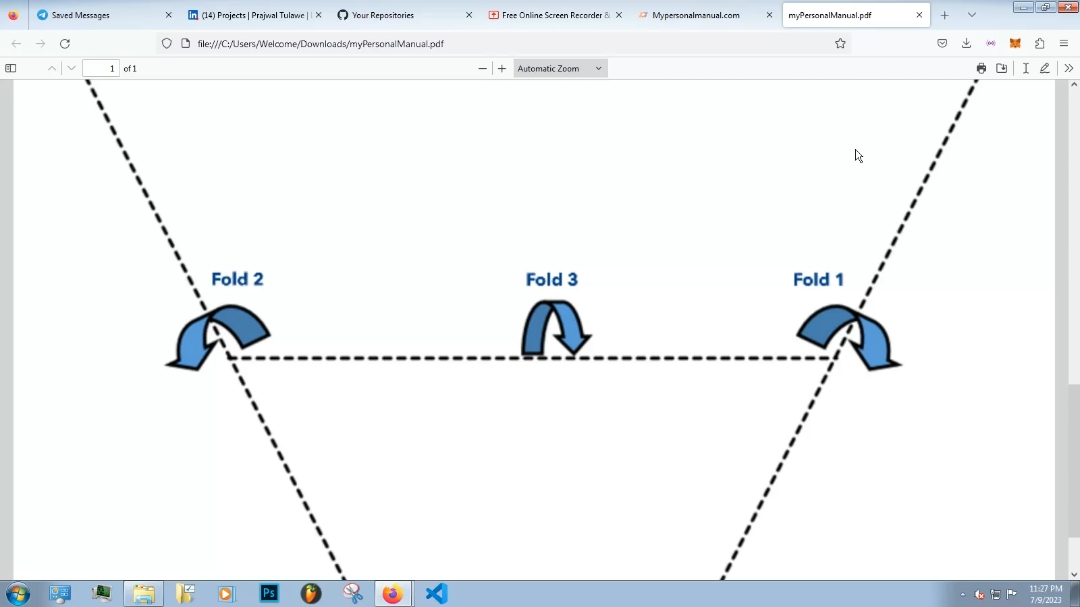 Saved Messages
(14) Projects | Prajwal Tulawe |
Your Repositories
Free Online Screen Recorder &
Mypersonalmanual.com
myPersonalManual.pdf
file:///C:/Users/Welcome/Downloads/myPersonalManual.pdf
1 of 1
Automatic Zoom
Fold 2
Fold 3
Fold 1
Ps
11:27 PM
7/9/2023